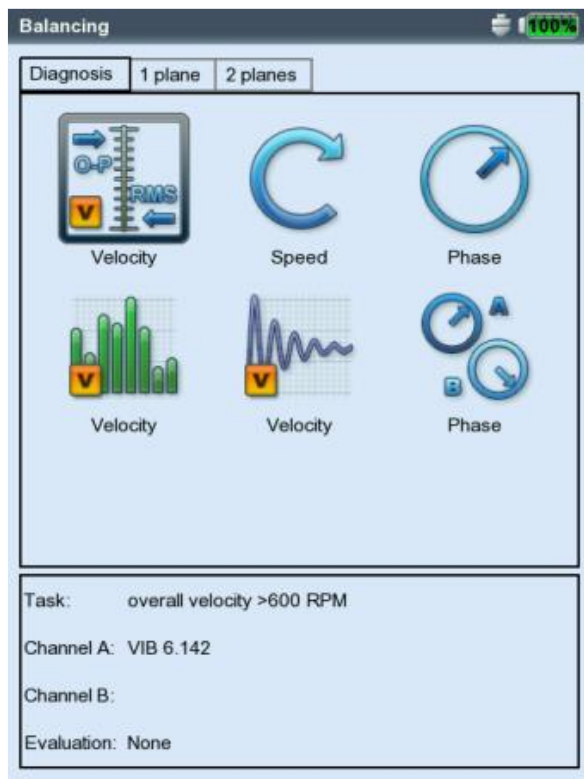 Balancing 100%
Diagnosis 1 plane 2 planes
O-P
RMS
V
Velocity Speed Phase
A
V V B
Velocity Velocity Phase
Task: overall velocity >600 RPM
Channel A: VIB 6.142
Channel B:
Evaluation: None